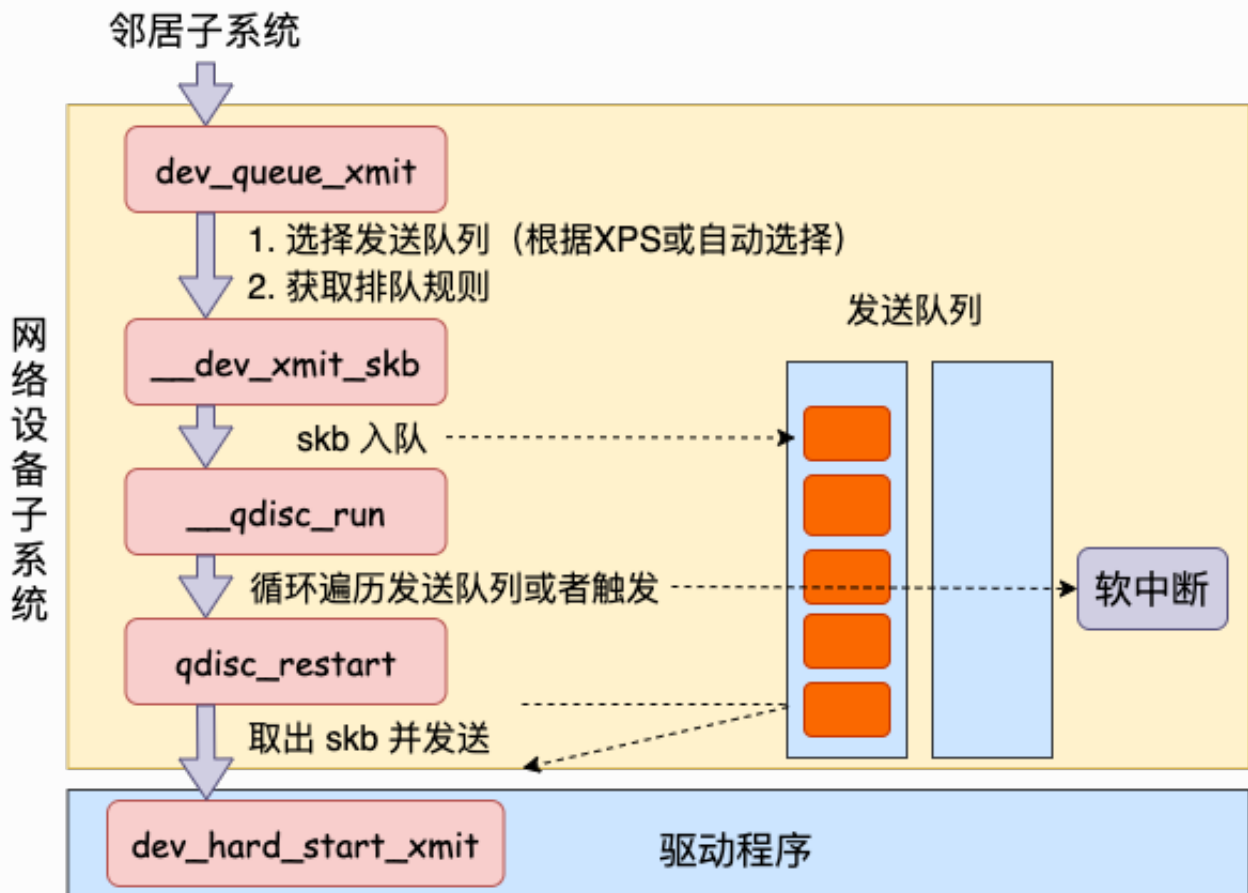 邻居子系统
dev_queue_xmit
1. 选择发送队列（根据XPS或自动选择）
2. 获取排队规则
网络设备子系统
发送队列
__dev_xmit_skb
skb 入队
__qdisc_run
循环遍历发送队列或者触发
软中断
qdisc_restart
取出 skb 并发送
dev_hard_start_xmit
驱动程序